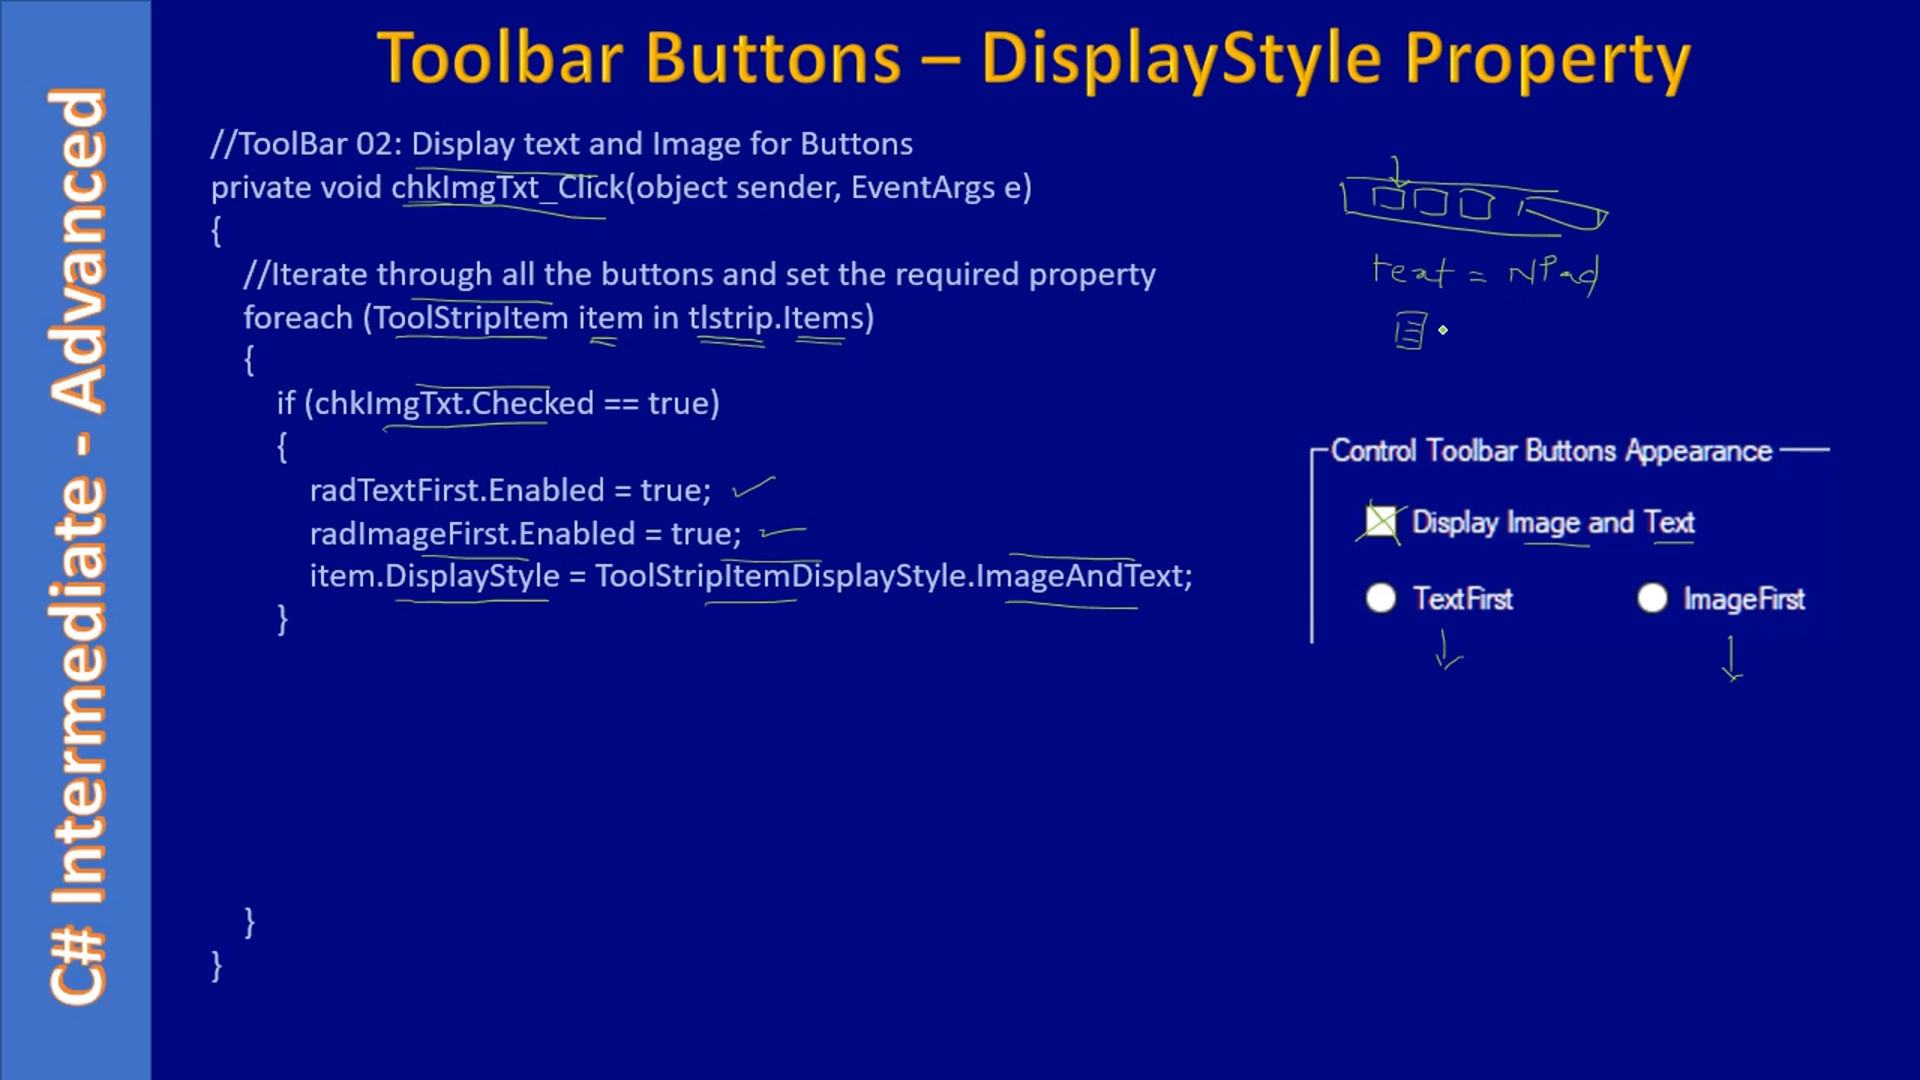 C# Intermediate - Advanced
Toolbar Buttons – DisplayStyle Property
//ToolBar 02: Display text and Image for Buttons
private void chkImgTxt_Click(object sender, EventArgs e)
{
//Iterate through all the buttons and set the required property
foreach (ToolStripItem item in tlstrip.Items)
{
if (chkImgTxt.Checked == true)
{
radTextFirst.Enabled = true;
radImageFirst.Enabled = true;
item.DisplayStyle = ToolStripItemDisplayStyle.ImageAndText;
}
}
}
text = NPad
Control Toolbar Buttons Appearance
Display Image and Text
TextFirst ImageFirst